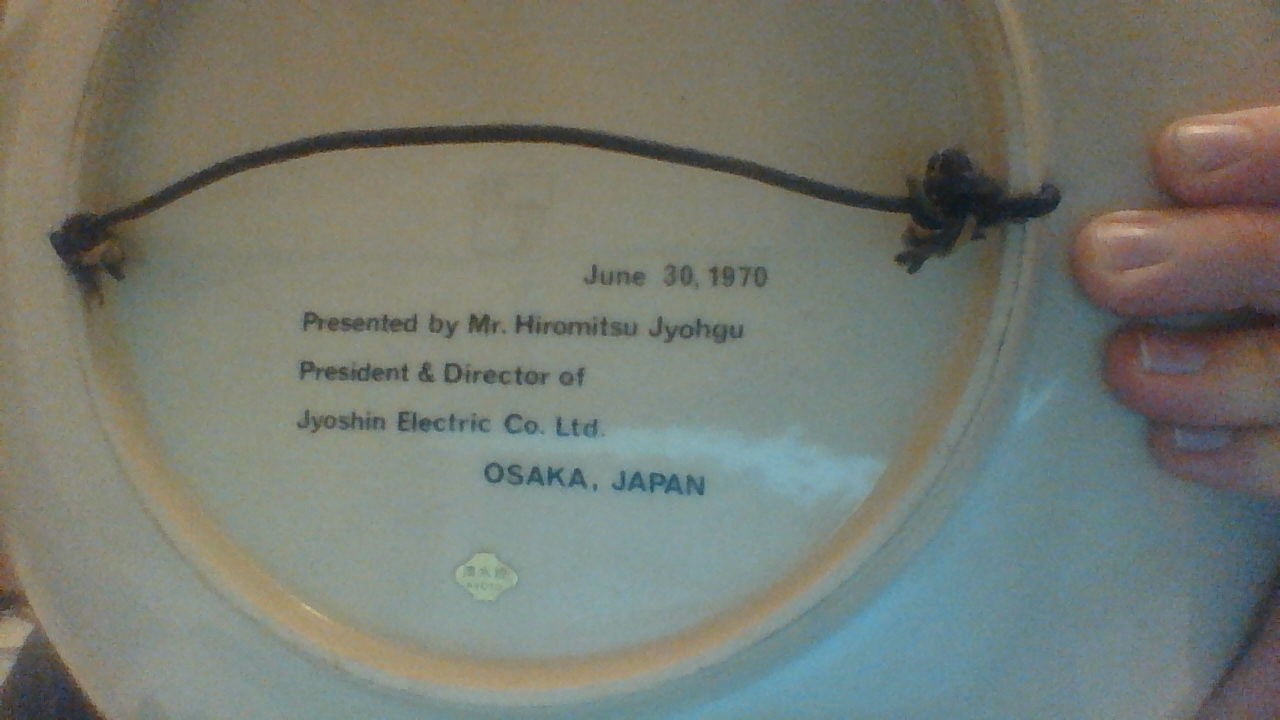 June 30, 1970
Presented by Mr. Hiromitsu Jyohgu
President & Director of
Jyoshin Electric Co. Ltd.
OSAKA, JAPAN